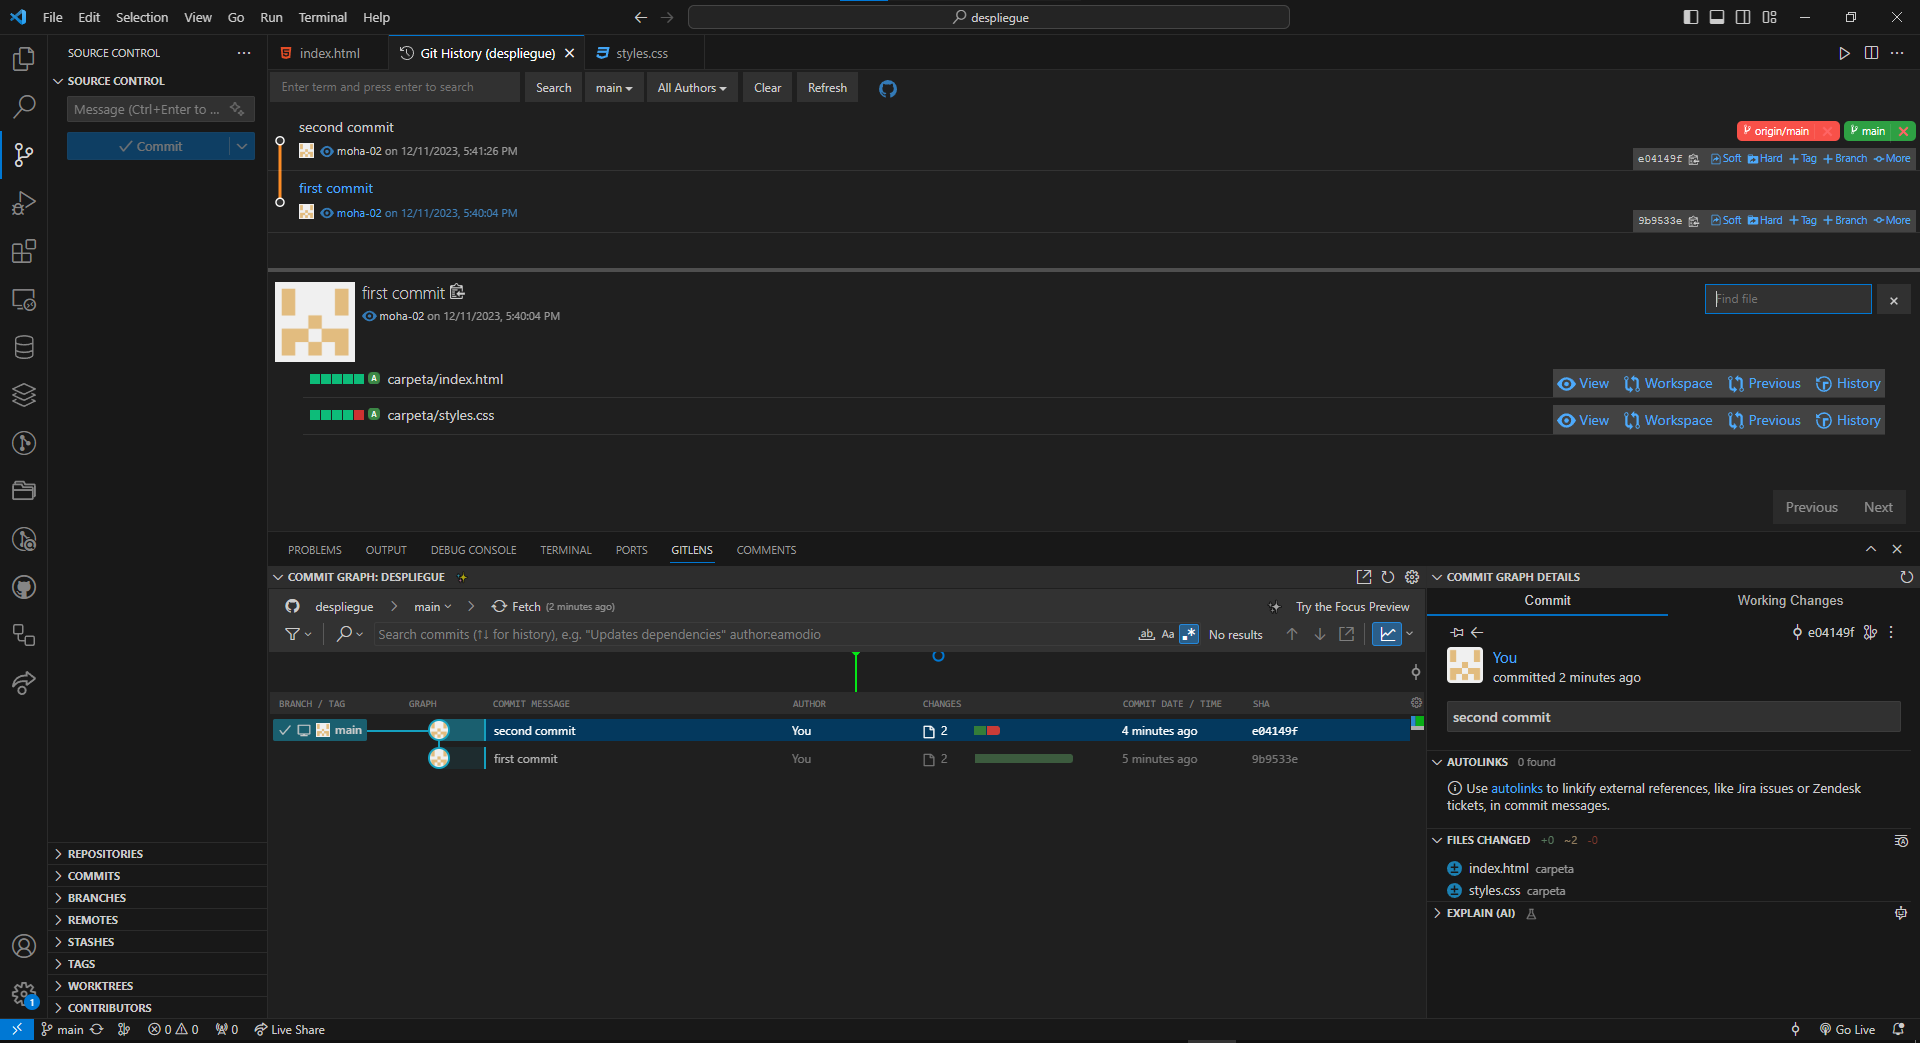 File Edit Selection View Go Run Terminal Help
despliegue
SOURCE CONTROL
index.html
Git History (despliegue)
styles.css
SOURCE CONTROL
Message (Ctrl+Enter to ...
Commit
Enter term and press enter to search
Search
main
All Authors
Clear
Refresh
second commit
origin/main
main
moha-02 on 12/11/2023, 5:41:26 PM
e04149f Soft Hard +Tag +Branch More
first commit
moha-02 on 12/11/2023, 5:40:04 PM
9b9533e Soft Hard +Tag +Branch More
first commit
Find file
moha-02 on 12/11/2023, 5:40:04 PM
A carpeta/index.html
View Workspace Previous History
A carpeta/styles.css
View Workspace Previous History
Previous Next
PROBLEMS OUTPUT DEBUG CONSOLE TERMINAL PORTS GITLENS COMMENTS
COMMIT GRAPH: DESPLIEGUE
despliegue > main > Fetch (2 minutes ago)
Try the Focus Preview
Search commits (↑↓ for history), e.g. "Updates dependencies" author:eamodio
ab Aa .* No results
BRANCH / TAG GRAPH COMMIT MESSAGE AUTHOR CHANGES COMMIT DATE / TIME SHA
main second commit You 2 4 minutes ago e04149f
first commit You 2 5 minutes ago 9b9533e
COMMIT GRAPH DETAILS
Commit Working Changes
e04149f
You
committed 2 minutes ago
second commit
AUTOLINKS 0 found
Use autolinks to linkify external references, like Jira issues or Zendesk
tickets, in commit messages.
FILES CHANGED +0 ~2 -0
index.html carpeta
styles.css carpeta
EXPLAIN (AI)
REPOSITORIES
COMMITS
BRANCHES
REMOTES
STASHES
TAGS
WORKTREES
CONTRIBUTORS
1
main 0 0 0 Live Share
Go Live